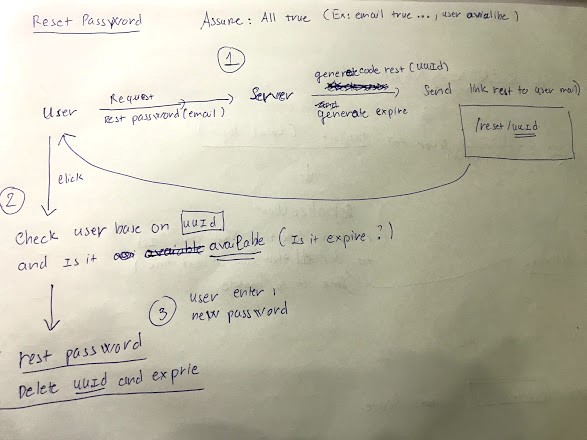 Reset Password
Assure: All true (Ex: email true ..., user avalibe)
1
User
Request
rest password (email)
Server
generate code rest (uuId)
generate expire
Send link rest to user mail)
/reset/uuid
click
2
Check user base on uuId
and Is it available (Is it expire?)
3
user enter
new password
rest password
Delete uuId and exprie